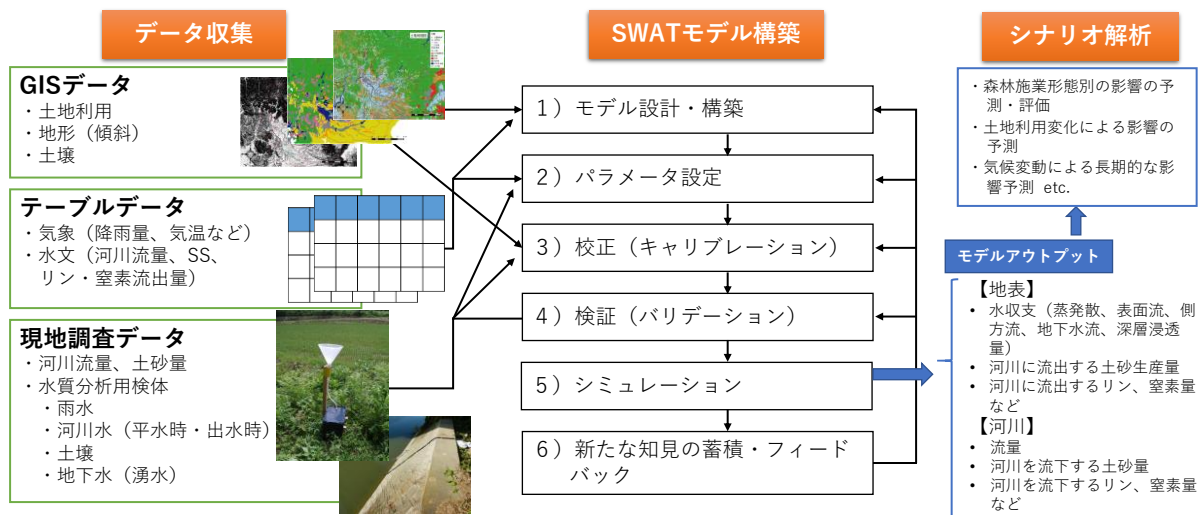 データ収集
GISデータ
・土地利用
・地形（傾斜）
・土壌
テーブルデータ
・気象（降雨量、気温など）
・水文（河川流量、SS、
リン・窒素流出量）
現地調査データ
・河川流量、土砂量
・水質分析用検体
・雨水
・河川水（平水時・出水時）
・土壌
・地下水（湧水）
SWATモデル構築
1）モデル設計・構築
2）パラメータ設定
3）校正（キャリブレーション）
4）検証（バリデーション）
5）シミュレーション
6）新たな知見の蓄積・フィード
バック
シナリオ解析
・森林施業形態別の影響の予
測・評価
・土地利用変化による影響の
予測
・気候変動による長期的な影
響予測 etc.
モデルアウトプット
【地表】
• 水収支（蒸発散、表面流、側
方流、地下水流、深層浸透
量）
• 河川に流出する土砂生産量
• 河川に流出するリン、窒素量
など
【河川】
• 流量
• 河川を流下する土砂量
• 河川を流下するリン、窒素量
など